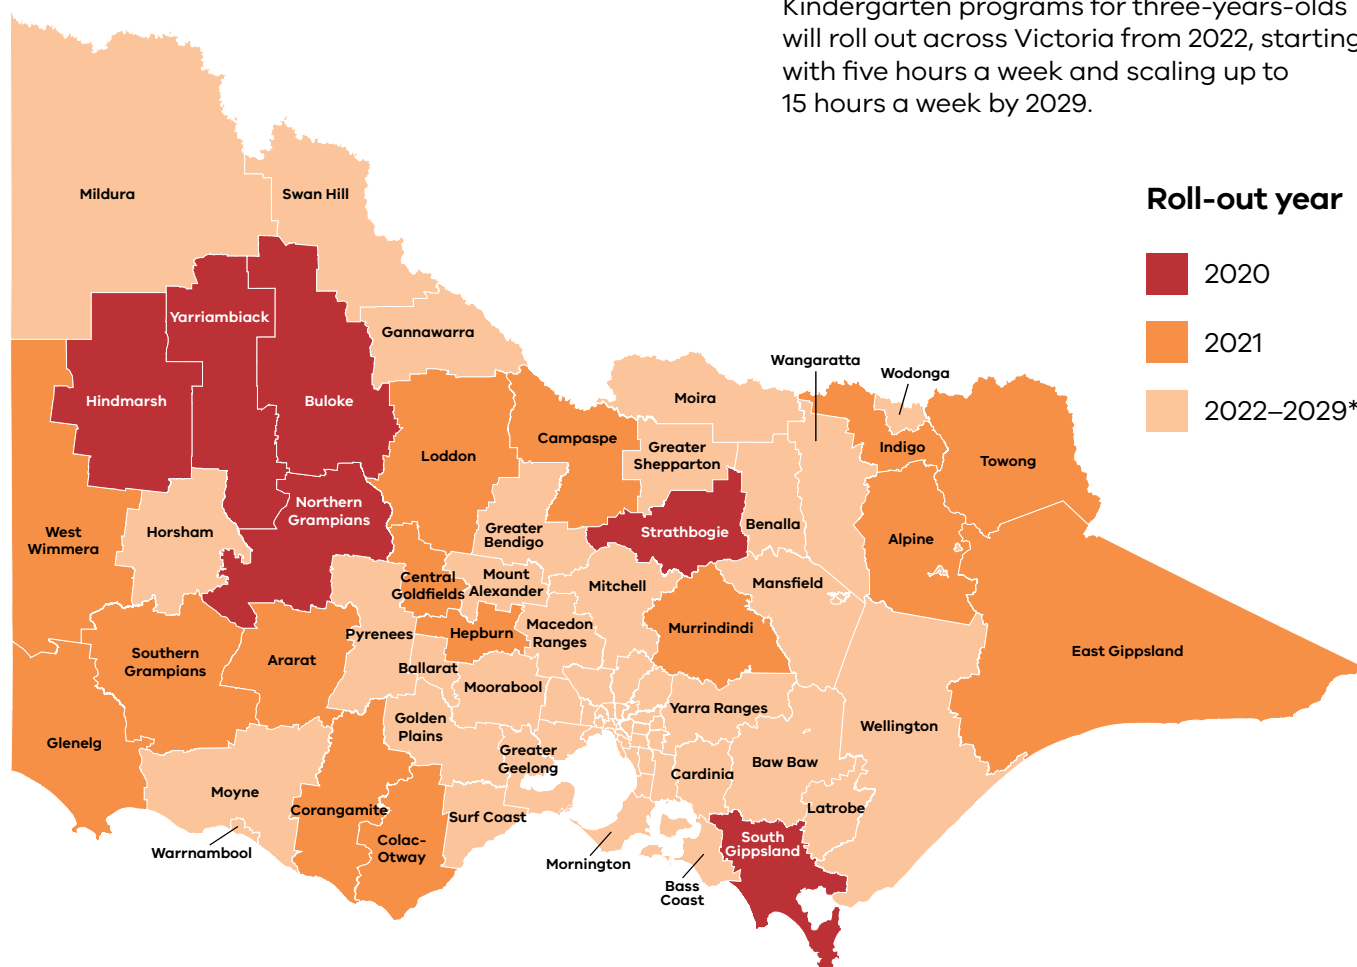 Kindergarten programs for three-years-olds
will roll out across Victoria from 2022, starting
with five hours a week and scaling up to
15 hours a week by 2029.
Roll-out year
2020
2021
2022–2029*
Mildura
Swan Hill
Yarriambiack
Gannawarra
Hindmarsh
Buloke
Wangaratta
Wodonga
Moira
Campaspe
Loddon
Greater
Shepparton
Indigo
Towong
Northern
Grampians
West
Wimmera
Horsham
Greater
Bendigo
Strathbogie
Benalla
Alpine
Central
Goldfields
Mount
Alexander
Mitchell
Mansfield
Pyrenees
Hepburn
Macedon
Ranges
Murrindindi
Southern
Grampians
Ararat
Ballarat
Moorabool
East Gippsland
Glenelg
Golden
Plains
Yarra Ranges
Wellington
Greater
Geelong
Cardinia
Baw Baw
Moyne
Corangamite
Surf Coast
Latrobe
Warrnambool
Colac-
Otway
Mornington
South
Gippsland
Bass
Coast